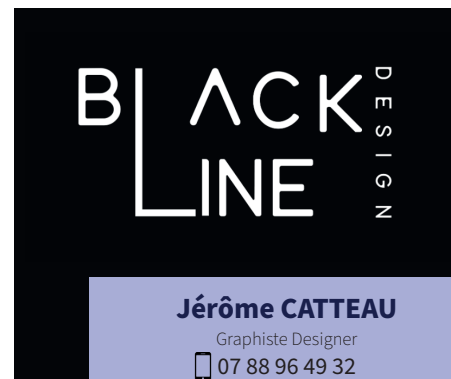 BLACK
LINE
DESIGN
Jérôme CATTEAU
Graphiste Designer
07 88 96 49 32